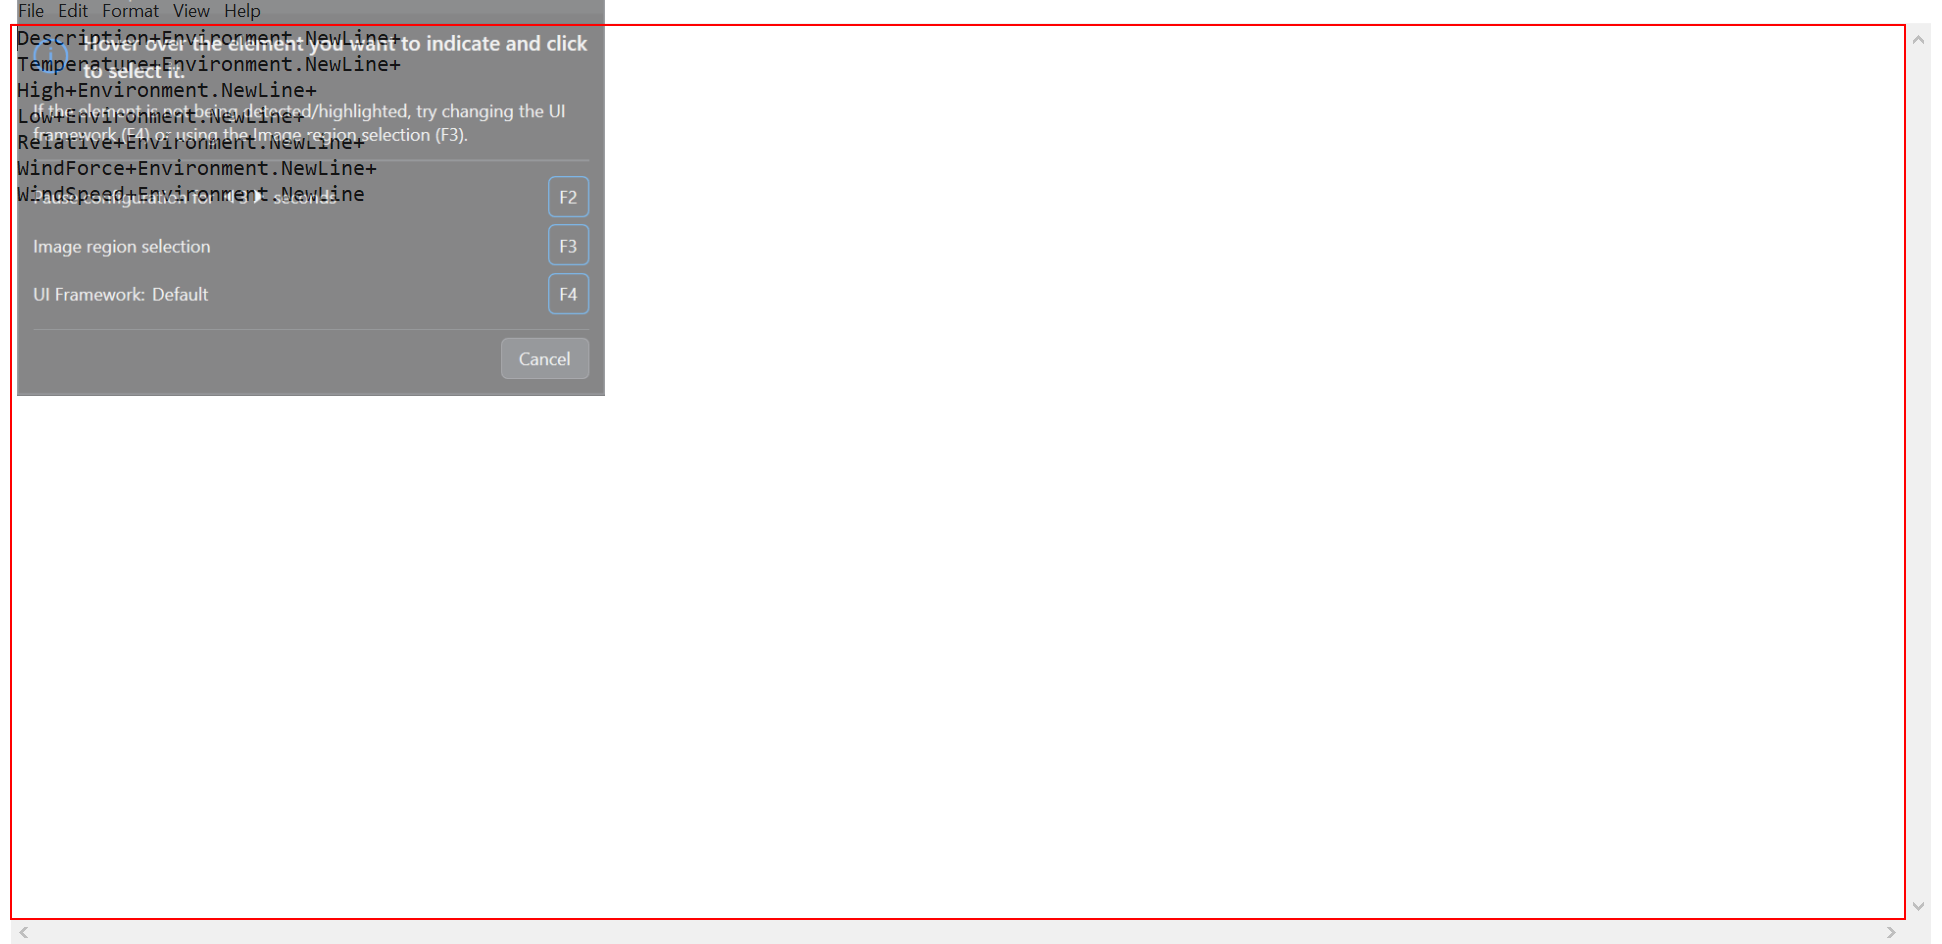 File Edit Format View Help
Description+Environment.NewLine+
Temperature+Environment.NewLine+
High+Environment.NewLine+
Low+Environment.NewLine+
Relative+Environment.NewLine+
WindForce+Environment.NewLine+
WindSpeed+Environment.NewLine
Hover over the element you want to indicate and click
to select it.
If the element is not being detected/highlighted, try changing the UI
framework (F4) or using the Image region selection (F3).
Pause configuration for 3 seconds F2
Image region selection F3
UI Framework: Default F4
Cancel